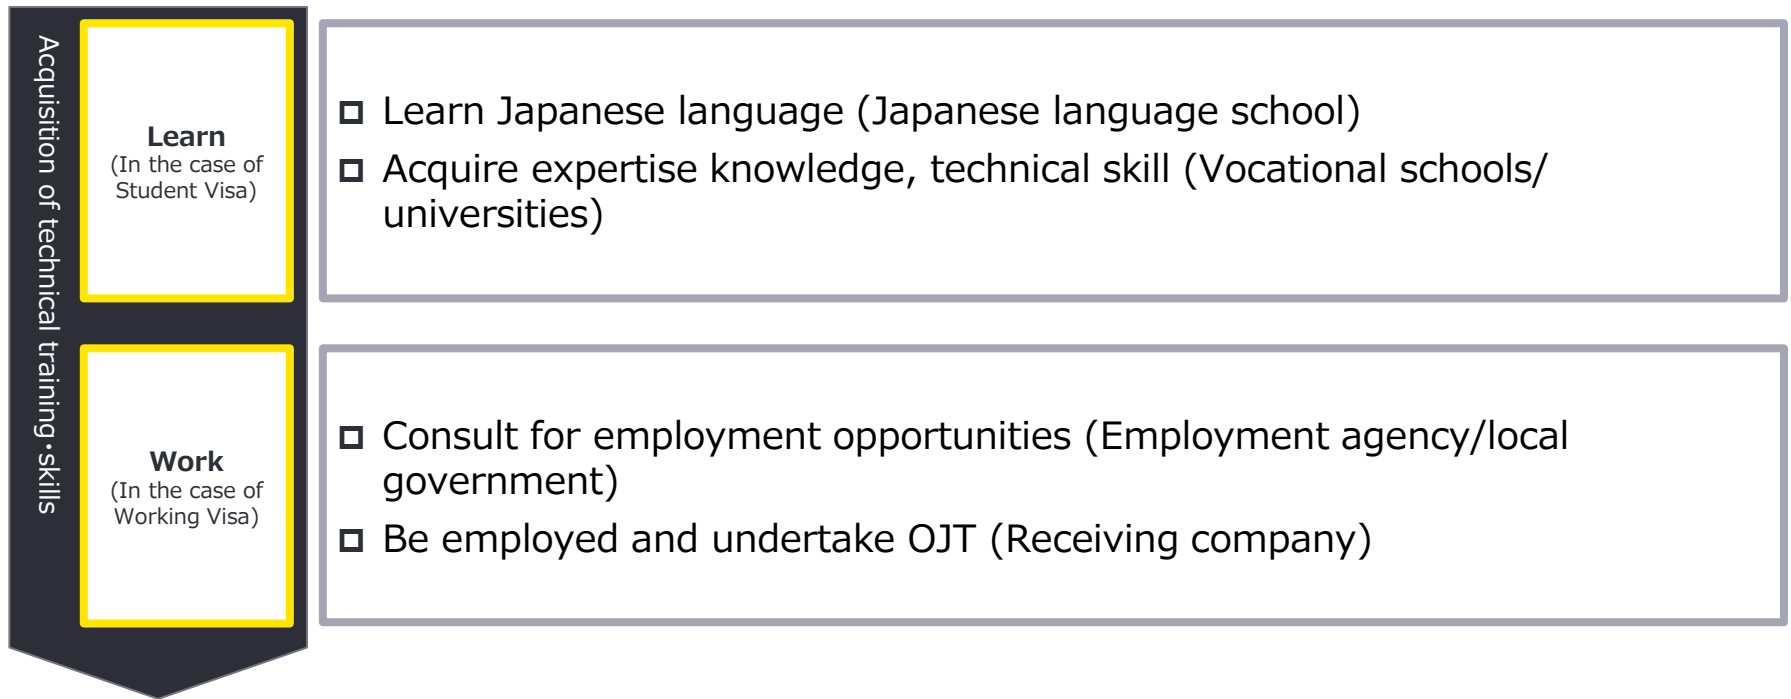 Acquisition of technical training・skills
Learn
(In the case of
Student Visa)
□ Learn Japanese language (Japanese language school)
□ Acquire expertise knowledge, technical skill (Vocational schools/
universities)
Work
(In the case of
Working Visa)
□ Consult for employment opportunities (Employment agency/local
government)
□ Be employed and undertake OJT (Receiving company)